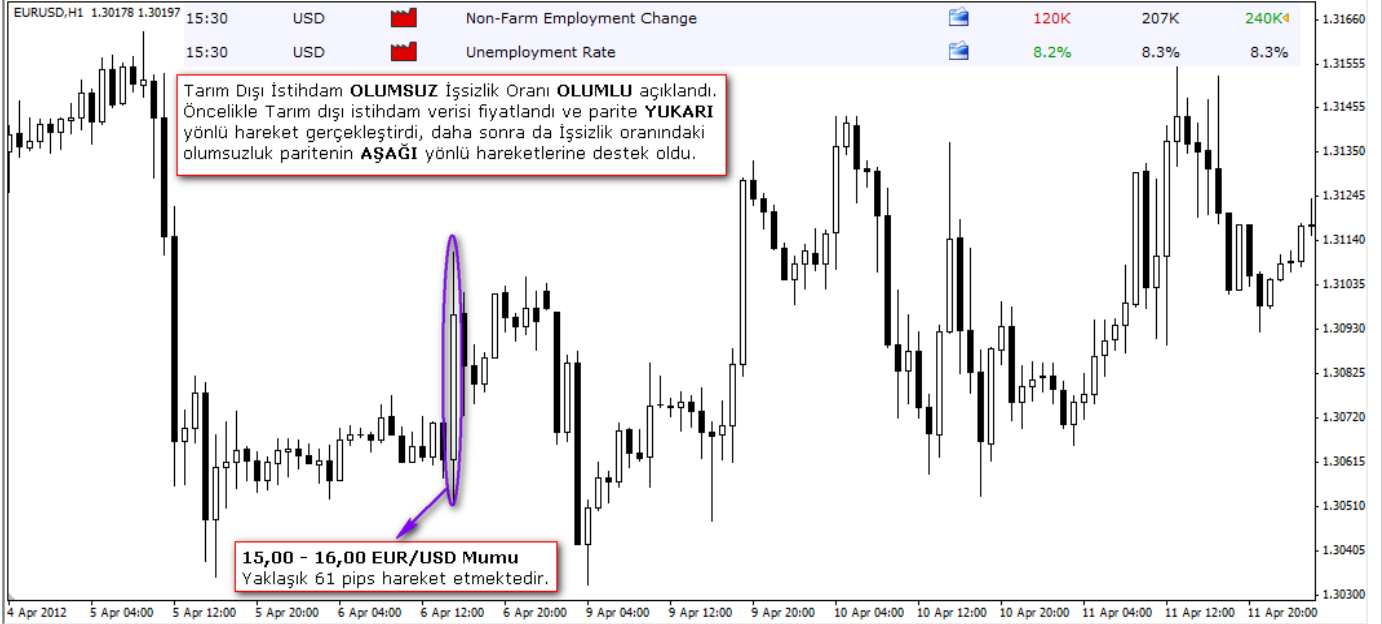 EURUSD,H1 1.30178 1.30197
15:30 USD Non-Farm Employment Change 120K 207K 240K
15:30 USD Unemployment Rate 8.2% 8.3% 8.3%
Tarım Dışı İstihdam OLUMSUZ İşsizlik Oranı OLUMLU açıklandı.
Öncelikle Tarım dışı istihdam verisi fiyatlandı ve parite YUKARI
yönlü hareket gerçekleştirdi, daha sonra da İşsizlik oranındaki
olumsuzluk paritenin AŞAĞI yönlü hareketlerine destek oldu.
15,00 - 16,00 EUR/USD Mumu
Yaklaşık 61 pips hareket etmektedir.
1.31660
1.31555
1.31455
1.31350
1.31245
1.31140
1.31035
1.30930
1.30825
1.30720
1.30615
1.30510
1.30405
1.30300
4 Apr 2012 5 Apr 04:00 5 Apr 12:00 5 Apr 20:00 6 Apr 04:00 6 Apr 12:00 6 Apr 20:00 9 Apr 04:00 9 Apr 12:00 9 Apr 20:00 10 Apr 04:00 10 Apr 12:00 10 Apr 20:00 11 Apr 04:00 11 Apr 12:00 11 Apr 20:00